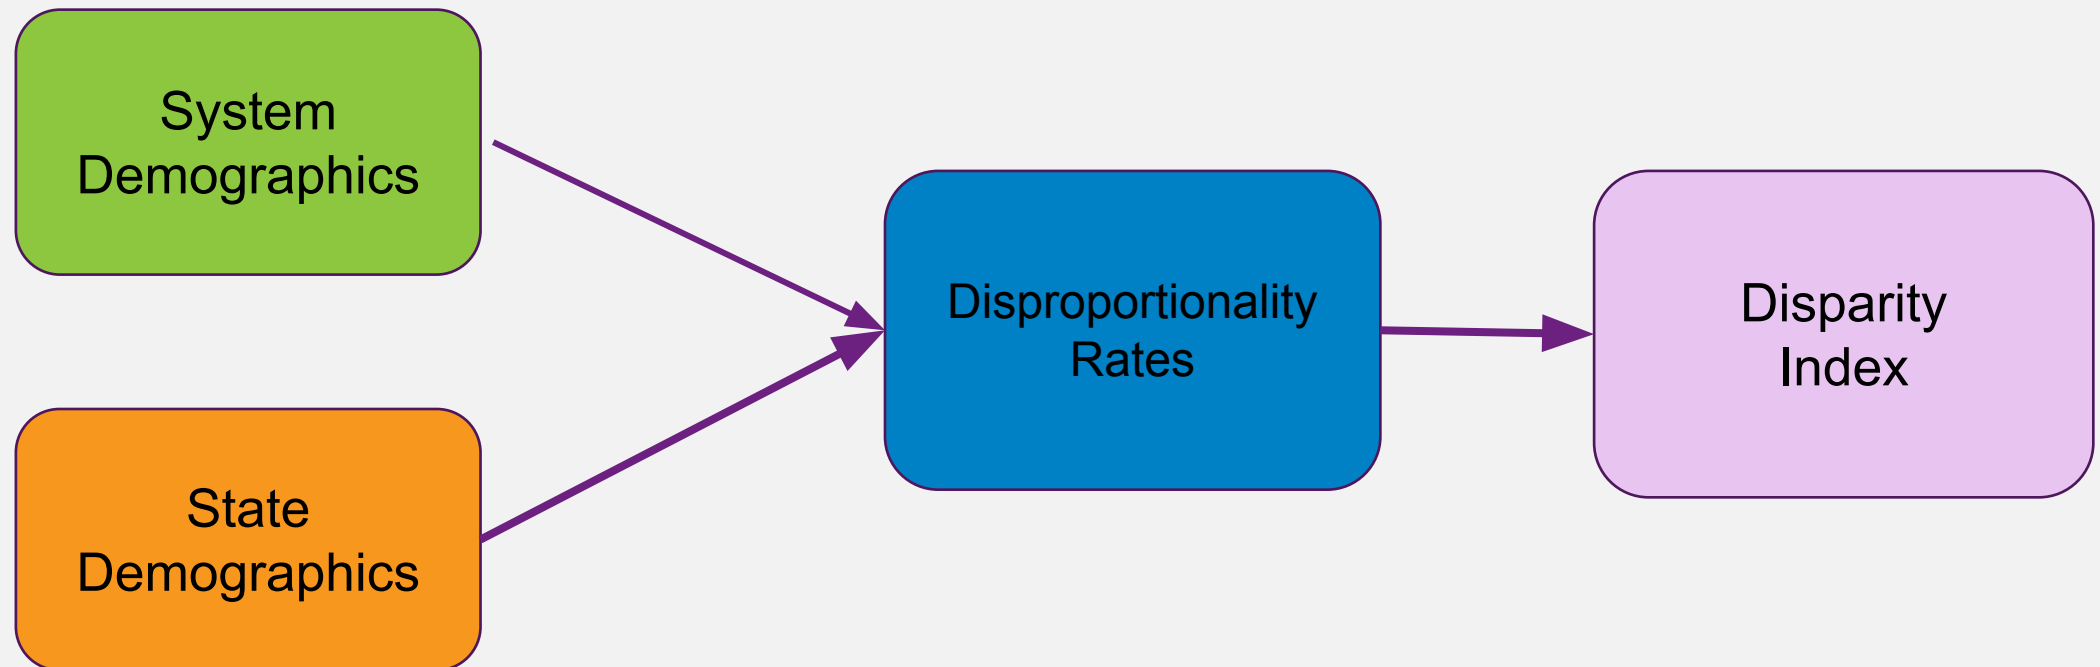 System
Demographics
State
Demographics
Disproportionality
Rates
Disparity
Index